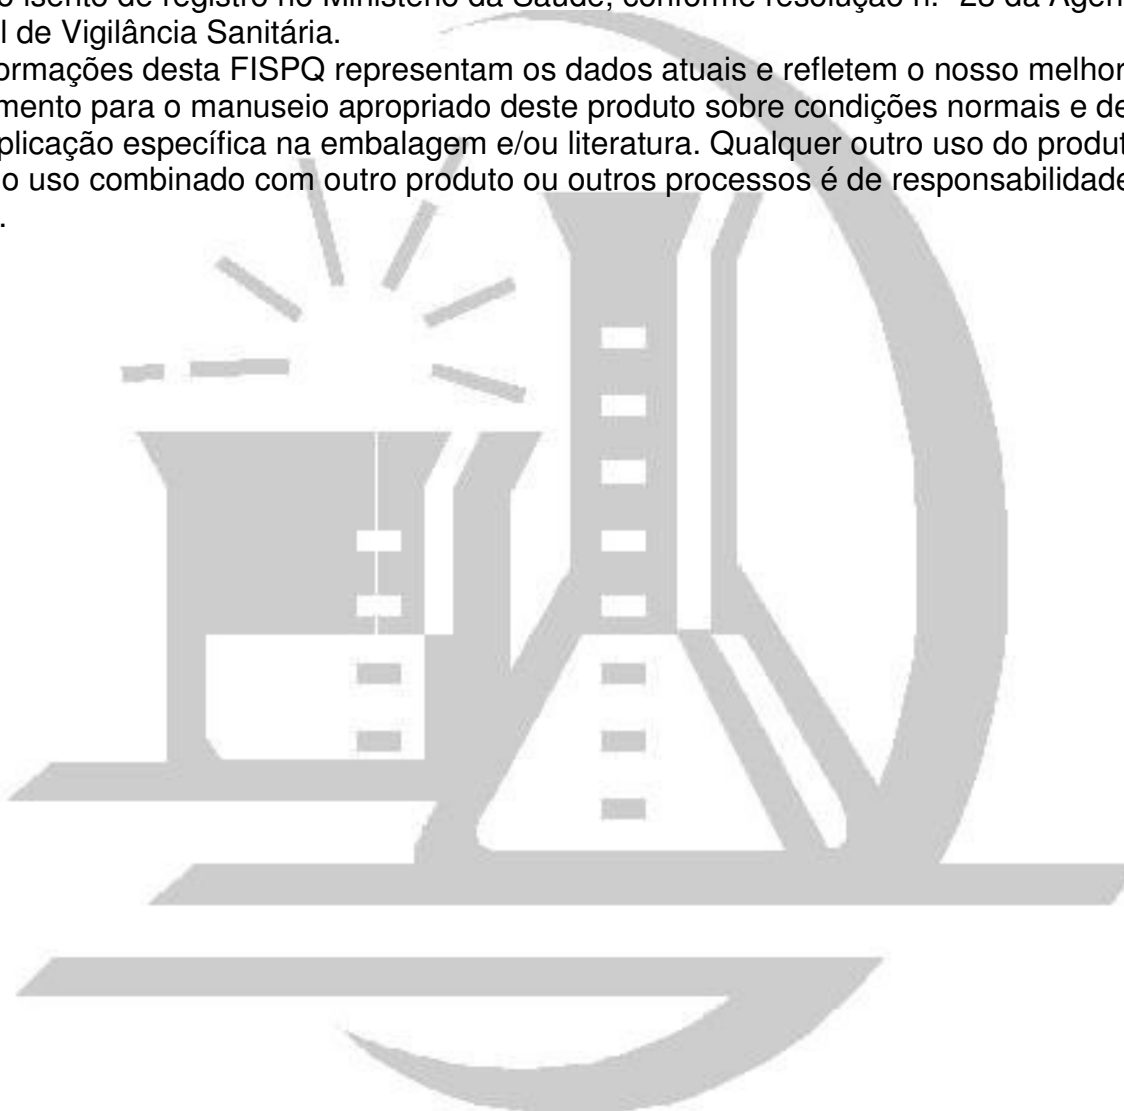 isento de registro no Ministério da Saúde, conforme resolução n.º 23 da
l de Vigilância Sanitária.
ormações desta FISPQ representam os dados atuais e refletem o nosso melhor
mento para o manuseio apropriado deste produto sobre condições normais e de
plicação específica na embalagem e/ou literatura. Qualquer outro uso do produt
o uso combinado com outro produto ou outros processos é de responsabilidade
.